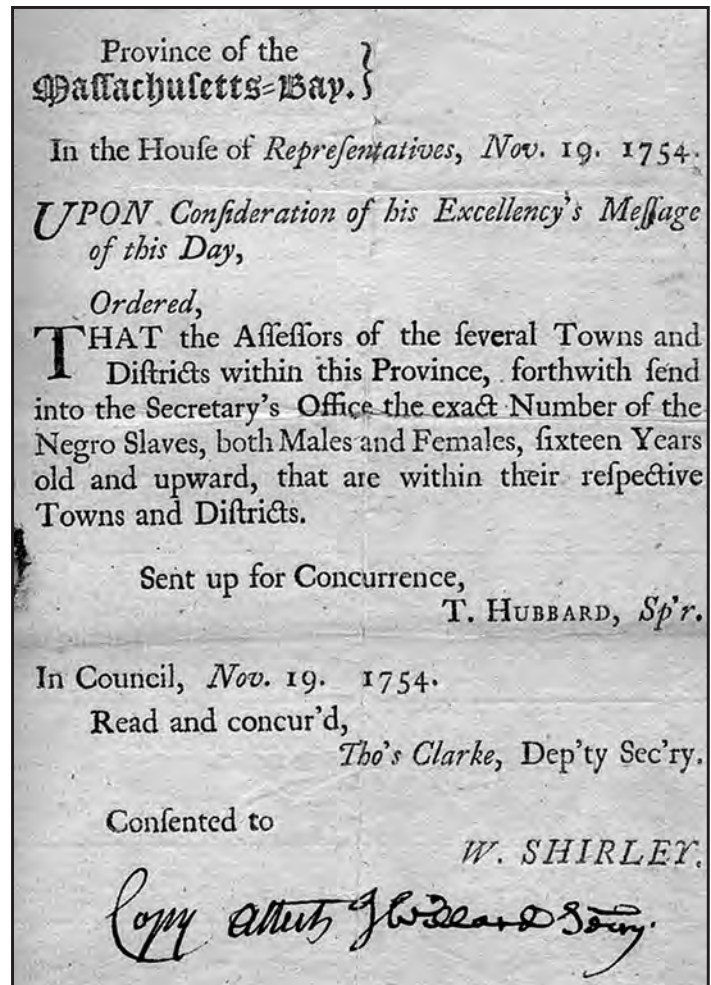 Province of the }
Maſſachuſetts=Bay.
In the Houſe of Repreſentatives, Nov. 19. 1754.
UPON Conſideration of his Excellency's Meſſage
of this Day,
Ordered,
THAT the Aſſeſſors of the ſeveral Towns and
Diſtricts within this Province, forthwith ſend
into the Secretary's Office the exact Number of the
Negro Slaves, both Males and Females, ſixteen Years
old and upward, that are within their reſpective
Towns and Diſtricts.
Sent up for Concurrence,
T. HUBBARD, Sp'r.
In Council, Nov. 19. 1754.
Read and concur'd,
Tho's Clarke, Dep'ty Sec'ry.
Conſented to
W. SHIRLEY.
Copy Attests J Willard Secry.